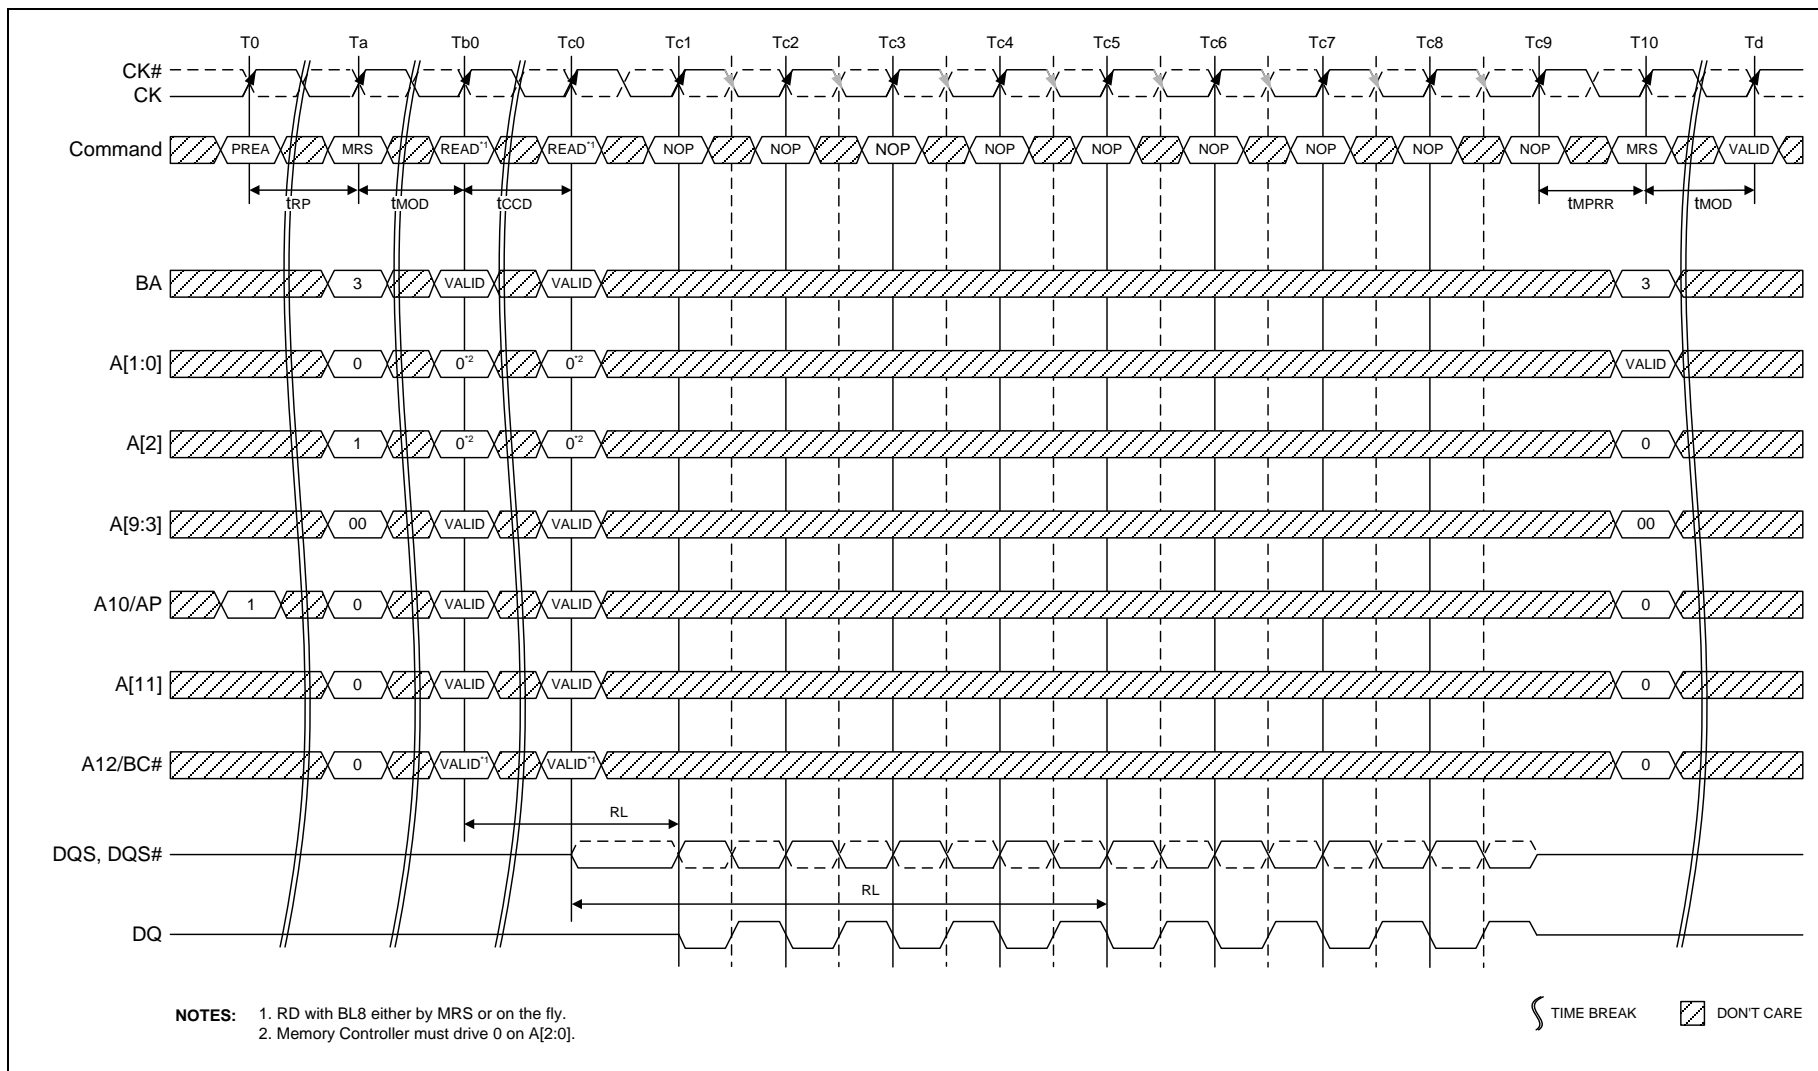 T0 Ta Tb0 Tc0 Tc1 Tc2 Tc3 Tc4 Tc5 Tc6 Tc7 Tc8 Tc9 T10 Td
CK#
CK
Command PREA MRS READ*1 READ*1 NOP NOP NOP NOP NOP NOP NOP NOP NOP MRS VALID
tRP tMOD tCCD tMPRR tMOD
BA 3 VALID VALID 3
A[1:0] 0 0*2 0*2 VALID
A[2] 1 0*2 0*2 0
A[9:3] 00 VALID VALID 00
A10/AP 1 0 VALID VALID 0
A[11] 0 VALID VALID 0
A12/BC# 0 VALID*1 VALID*1 0
RL
DQS, DQS#
RL
DQ
NOTES: 1. RD with BL8 either by MRS or on the fly.
2. Memory Controller must drive 0 on A[2:0].
TIME BREAK DON'T CARE